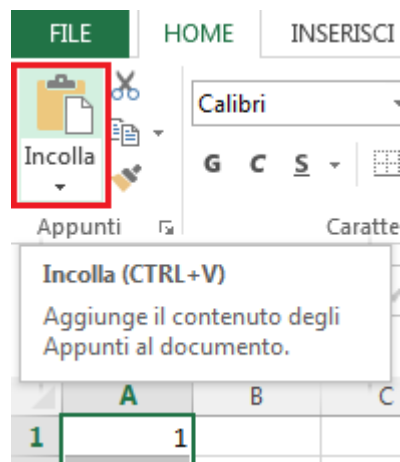 FILE HOME INSERISCI
Calibri
Incolla
G C S
Appunti Caratte
Incolla (CTRL+V)
Aggiunge il contenuto degli
Appunti al documento.
A B C
1 1